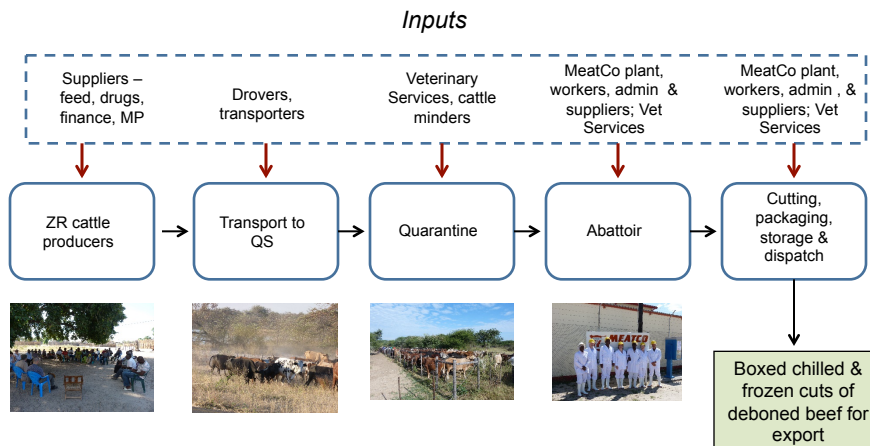 Inputs
Suppliers –
feed, drugs,
finance, MP
Drovers,
transporters
Veterinary
Services, cattle
minders
MeatCo plant,
workers, admin &
suppliers; Vet
Services
MeatCo plant,
workers, admin , &
suppliers; Vet
Services
ZR cattle
producers
Transport to
QS
Quarantine
Abattoir
Cutting,
packaging,
storage &
dispatch
MEATCO
Boxed chilled &
frozen cuts of
deboned beef for
export